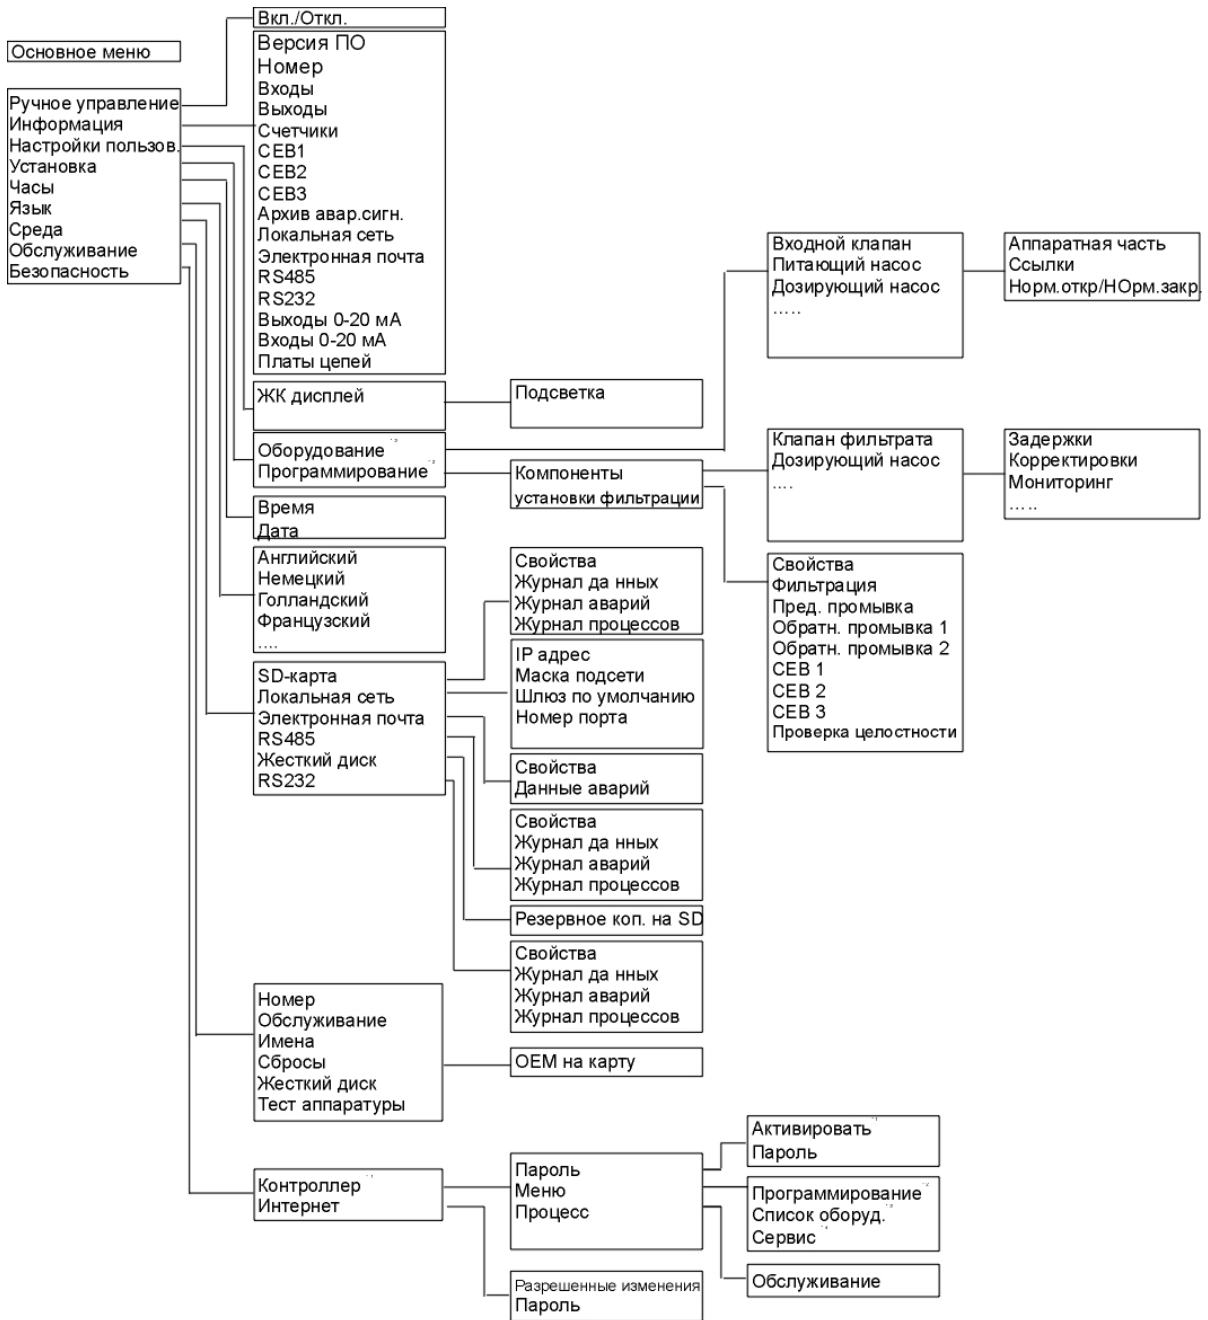 Основное меню
Ручное управление
Информация
Настройки пользов.
Установка
Часы
Язык
Среда
Обслуживание
Безопасность
Вкл./Откл.
Версия ПО
Номер
Входы
Выходы
Счетчики
СЕВ1
СЕВ2
СЕВ3
Архив авар.сигн.
Локальная сеть
Электронная почта
RS485
RS232
Выходы 0-20 мА
Входы 0-20 мА
Платы цепей
ЖК дисплей
Подсветка
Оборудование
Программирование
Входной клапан
Питающий насос
Дозирующий насос
.....
Аппаратная часть
Ссылки
Норм.откр/НОрм.закр.
Компоненты
установки фильтрации
Клапан фильтрата
Дозирующий насос
....
Задержки
Корректировки
Мониторинг
.....
Свойства
Фильтрация
Пред. промывка
Обратн. промывка 1
Обратн. промывка 2
СЕВ 1
СЕВ 2
СЕВ 3
Проверка целостности
Время
Дата
Английский
Немецкий
Голландский
Французский
....
SD-карта
Локальная сеть
Электронная почта
RS485
Жесткий диск
RS232
Свойства
Журнал да нных
Журнал аварий
Журнал процессов
IP адрес
Маска подсети
Шлюз по умолчанию
Номер порта
Свойства
Данные аварий
Свойства
Журнал да нных
Журнал аварий
Журнал процессов
Резервное коп. на SD
Свойства
Журнал да нных
Журнал аварий
Журнал процессов
Номер
Обслуживание
Имена
Сбросы
Жесткий диск
Тест аппаратуры
ОЕМ на карту
Контроллер
Интернет
Пароль
Меню
Процесс
Активировать
Пароль
Программирование
Список оборуд.
Сервис
Обслуживание
Разрешенные изменения
Пароль